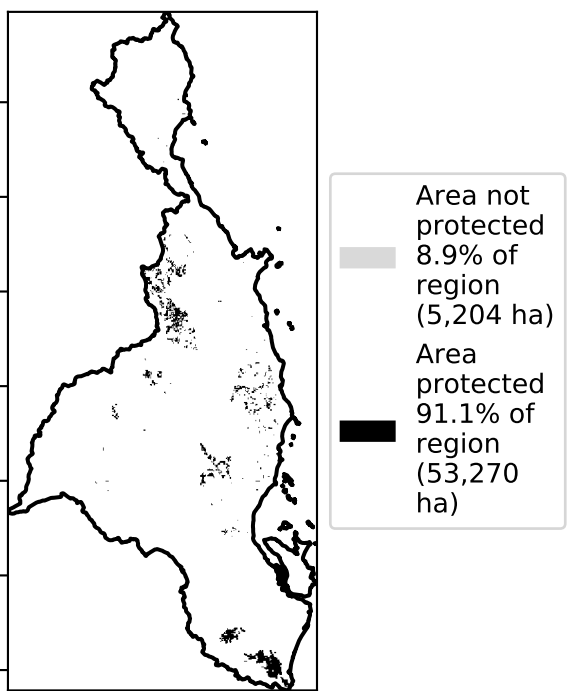 Area not
protected
8.9% of
region
(5,204 ha)
Area
protected
91.1% of
region
(53,270
ha)